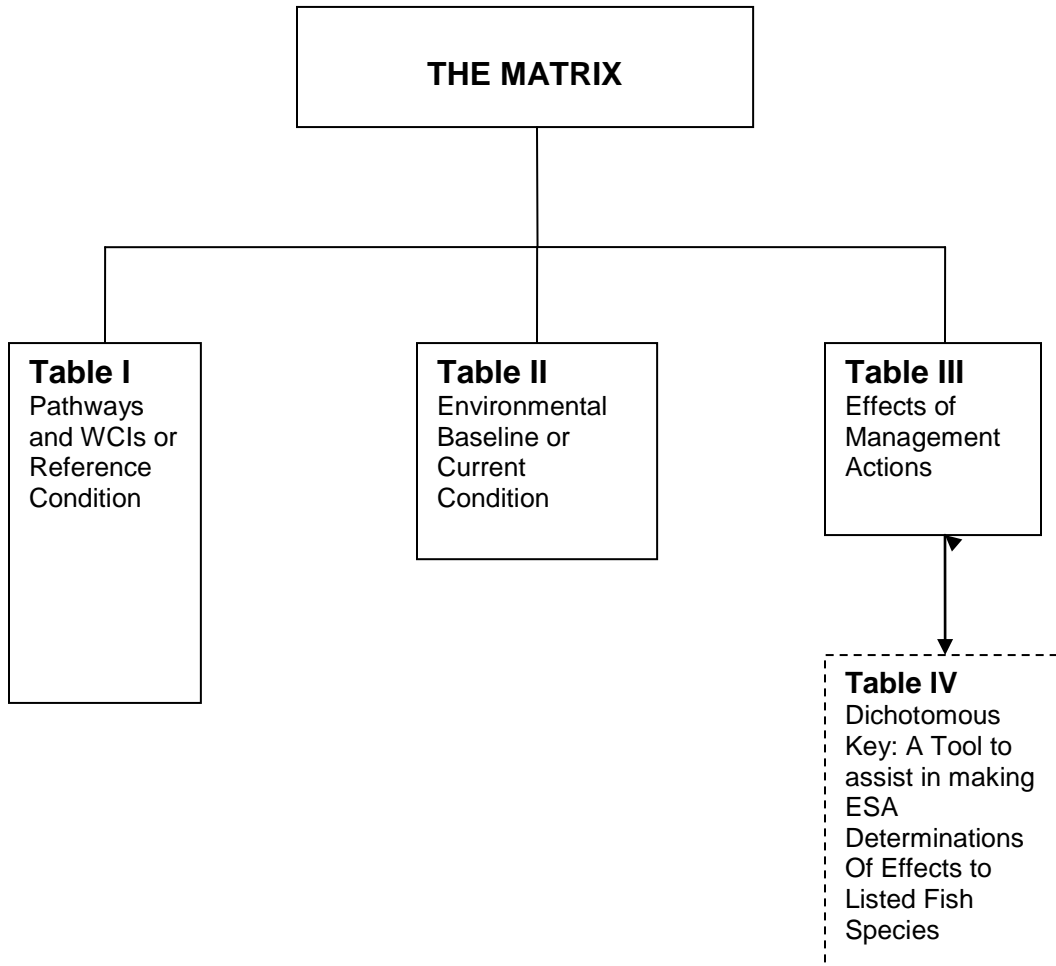 THE MATRIX
Table I
Pathways
and WCIs or
Reference
Condition
Table II
Environmental
Baseline or
Current
Condition
Table III
Effects of
Management
Actions
Table IV
Dichotomous
Key: A Tool to
assist in making
ESA
Determinations
Of Effects to
Listed Fish
Species